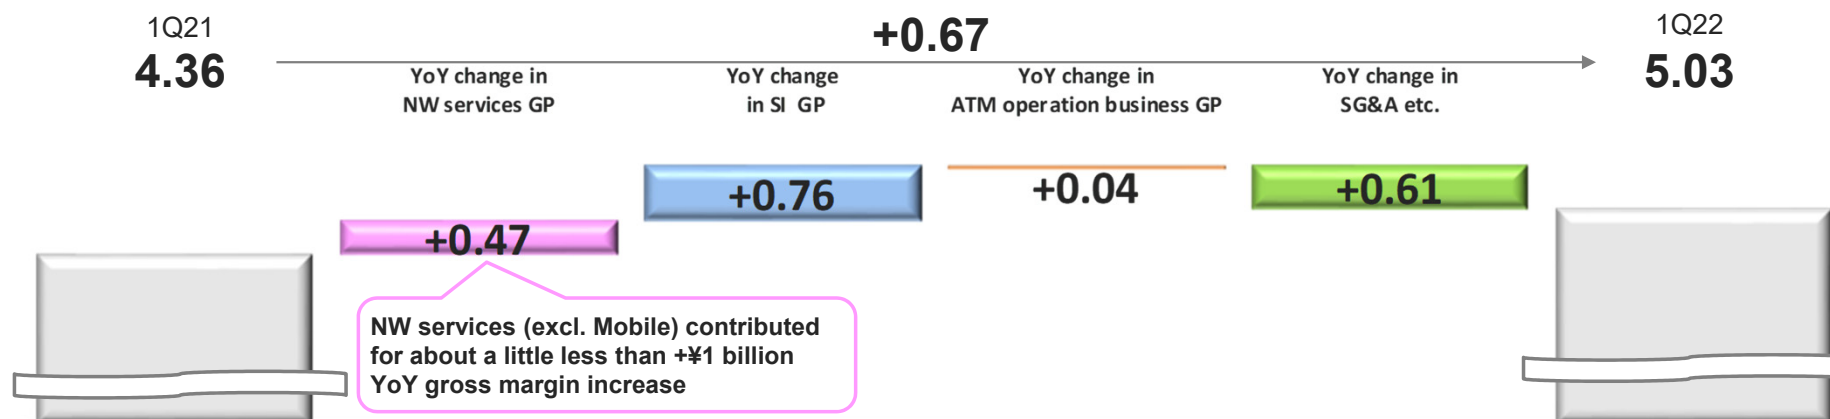 1Q21
4.36
+0.67
1Q22
5.03
YoY change in
NW services GP
YoY change
in SI GP
YoY change in
ATM operation business GP
YoY change in
SG&A etc.
+0.47
+0.76
+0.04
+0.61
NW services (excl. Mobile) contributed
for about a little less than +¥1 billion
YoY gross margin increase